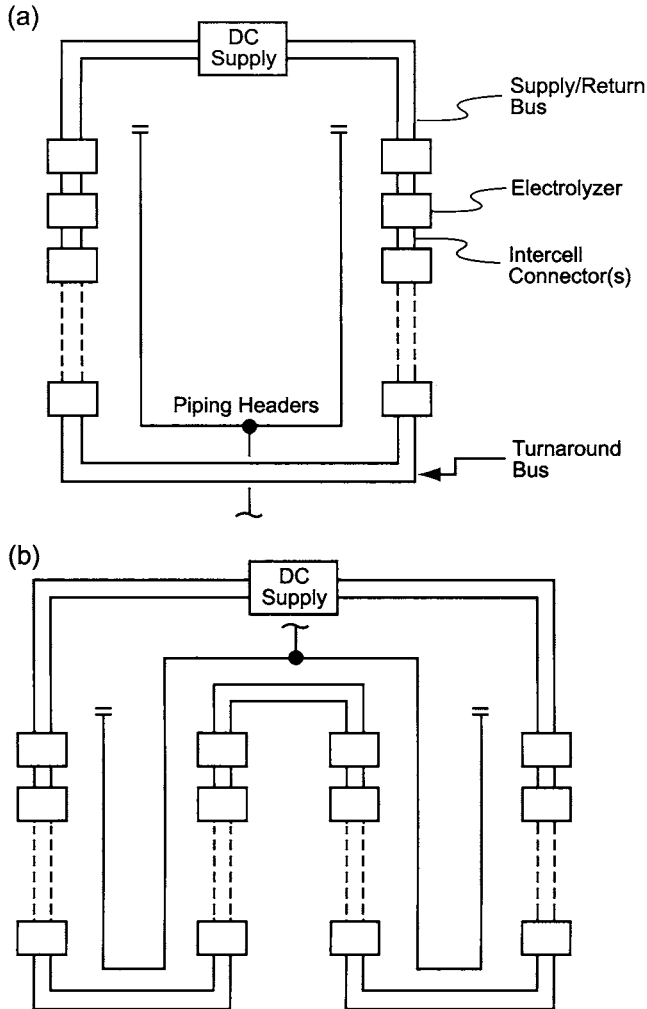 (a)
DC
Supply
Supply/Return
Bus
Electrolyzer
Intercell
Connector(s)
Piping Headers
Turnaround
Bus
(b)
DC
Supply